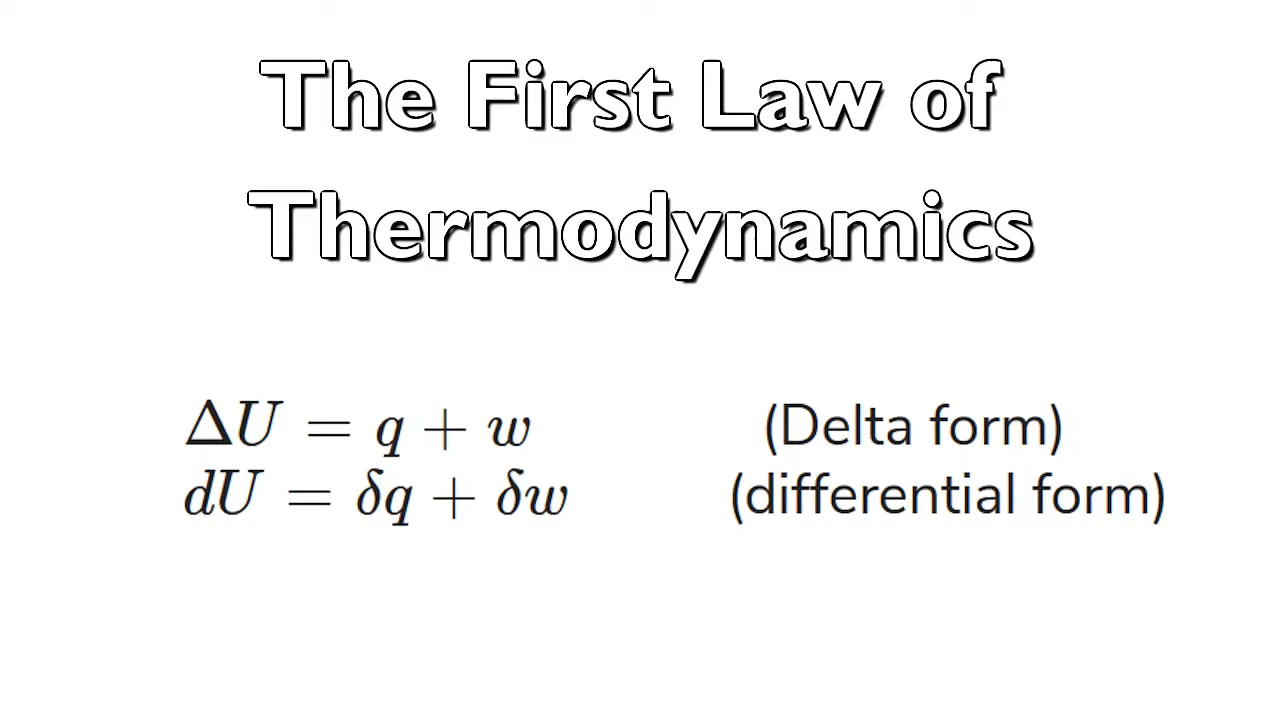 The First Law of
Thermodynamics
ΔU = q + w (Delta form)
dU = δq + δw (differential form)